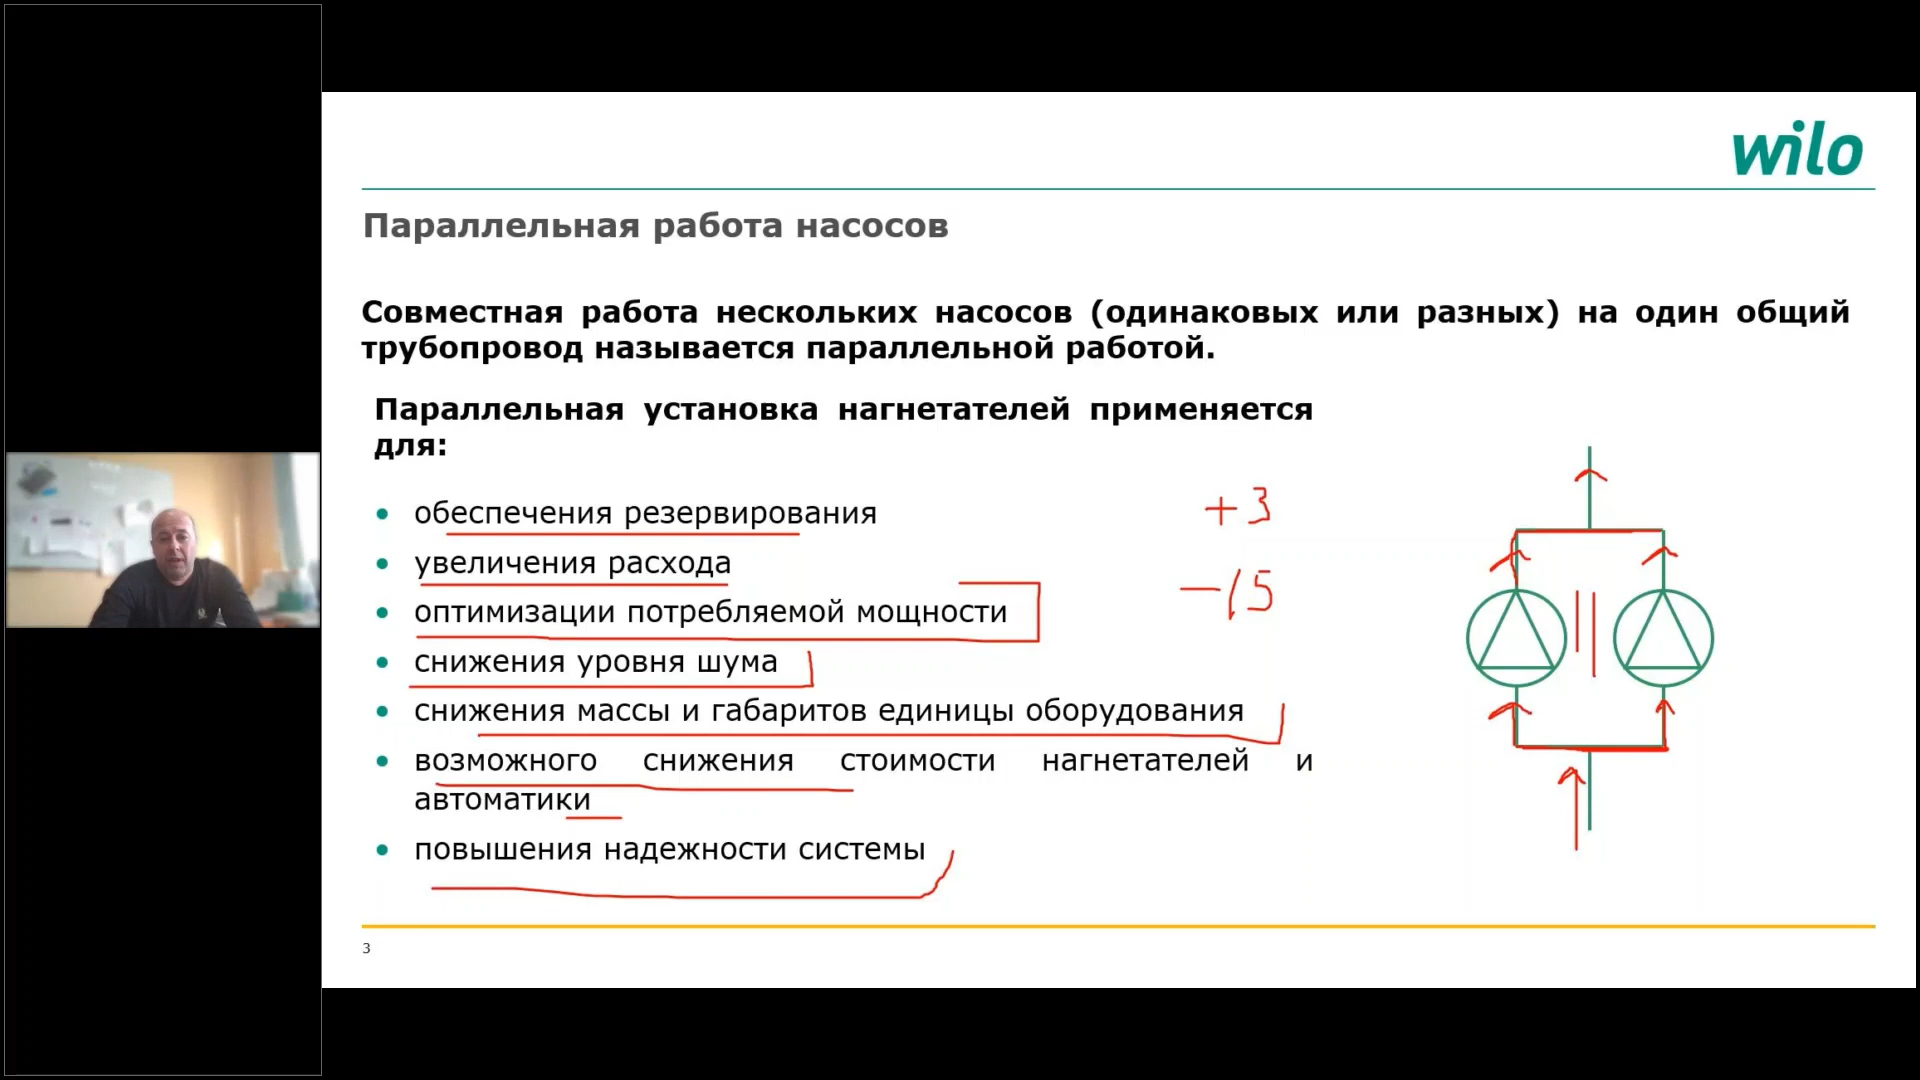 wilo
Параллельная работа насосов
Совместная работа нескольких насосов (одинаковых или разных) на один общий
трубопровод называется параллельной работой.
Параллельная установка нагнетателей применяется
для:
• обеспечения резервирования
• увеличения расхода
• оптимизации потребляемой мощности
• снижения уровня шума
• снижения массы и габаритов единицы оборудования
• возможного снижения стоимости нагнетателей и
автоматики
• повышения надежности системы
+3
-15
3